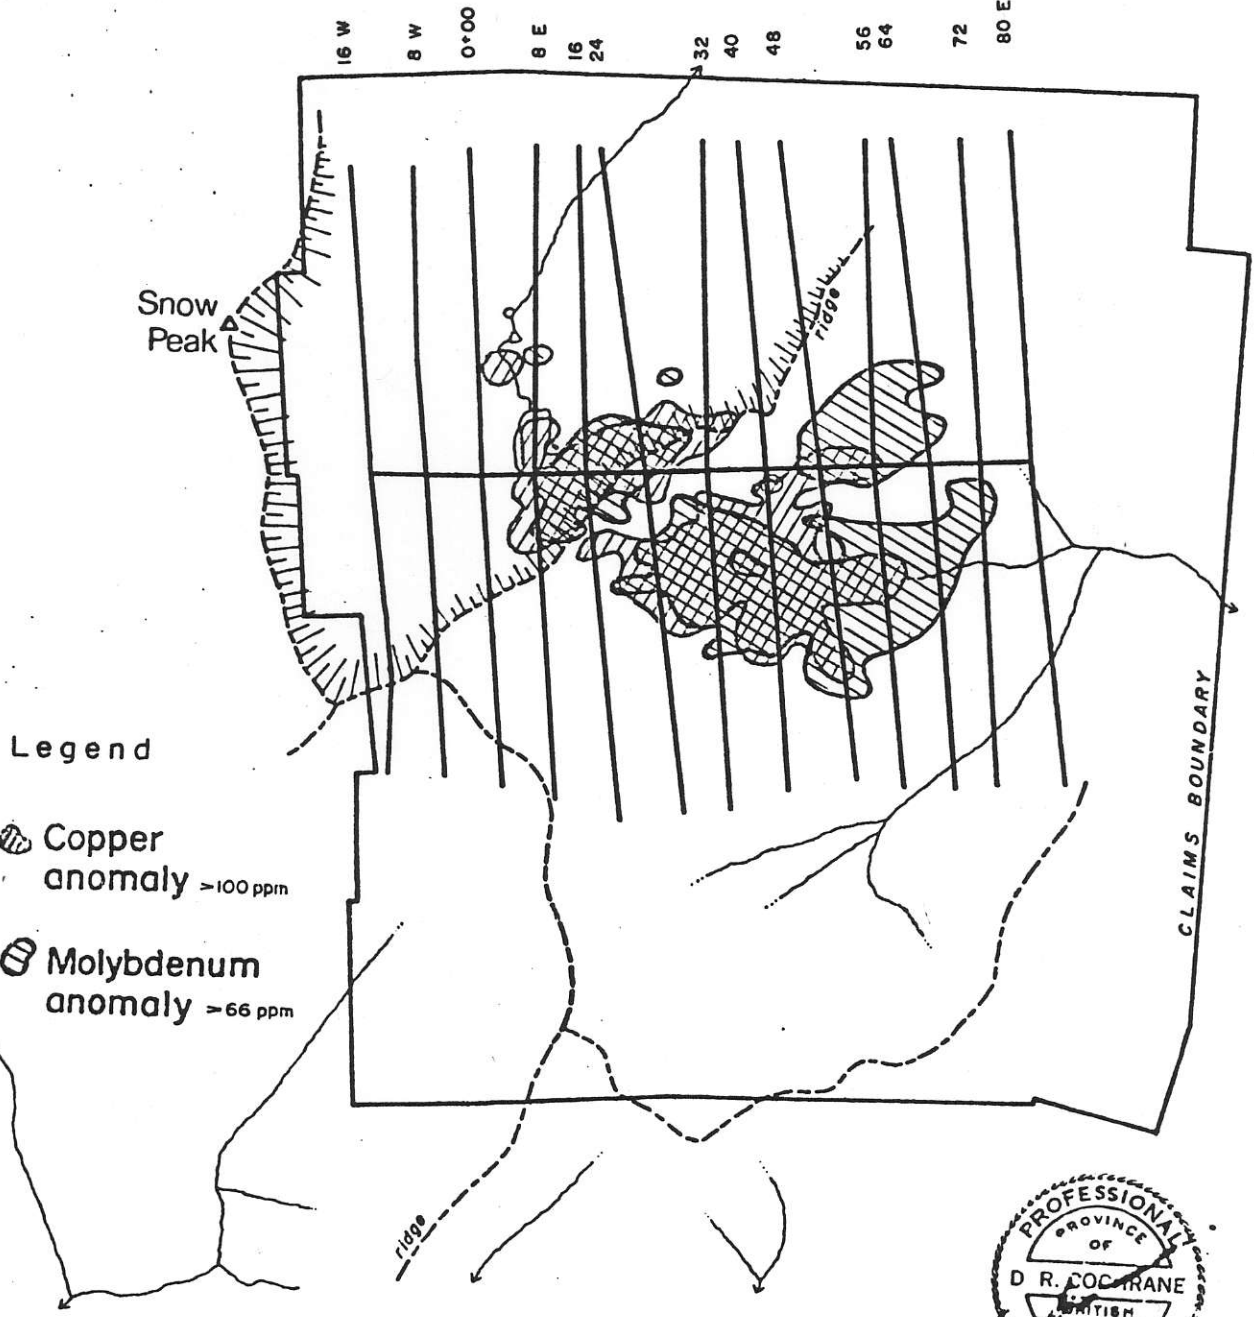 16 W
8 W
0+00
8 E
16
24
32
40
48
56
64
72
80 E
Snow
Peak
ridge
Legend
Copper
anomaly >100 ppm
Molybdenum
anomaly >66 ppm
CLAIMS BOUNDARY
ridge
PROFESSIONAL
PROVINCE
OF
D R. COCHRANE
BRITISH